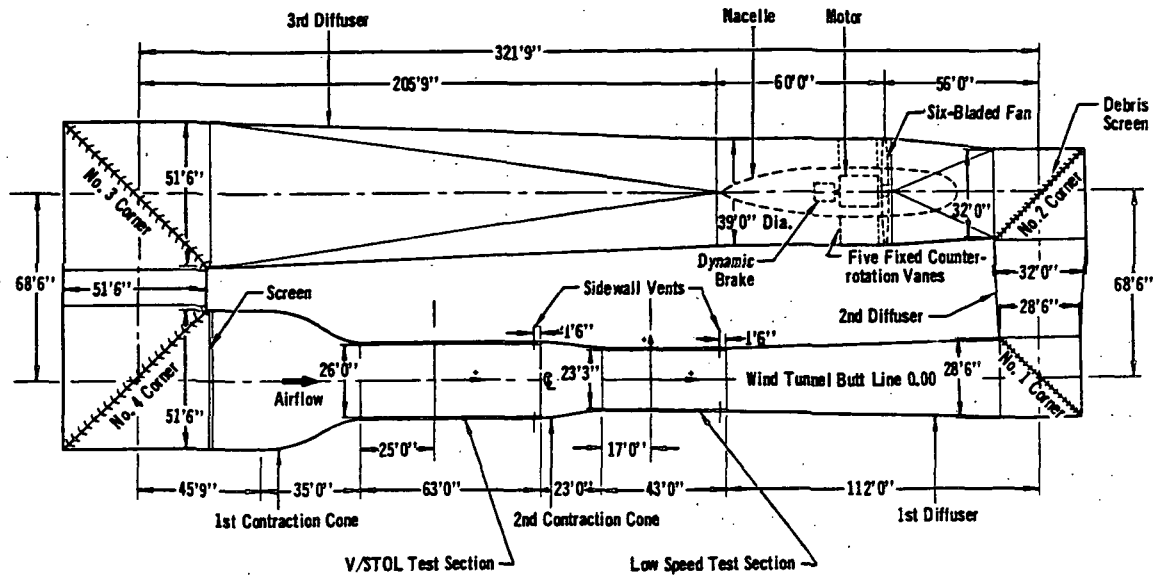 3rd Diffuser
Nacelle
Motor
321'9''
205'9''
60'0''
56'0''
Six-Bladed Fan
Debris
Screen
51'6''
No. 3 Corner
39'0'' Dia.
32'0''
No. 2 Corner
Dynamic
Brake
Five Fixed Counter-
rotation Vanes
68'6''
51'6''
32'0''
28'6''
68'6''
Screen
Sidewall Vents
2nd Diffuser
1'6''
1'6''
26'0''
23'3''
28'6''
Airflow
℄
Wind Tunnel Butt Line 0.00
No. 4 Corner
51'6''
No. 1 Corner
25'0''
17'0''
45'9''
35'0''
63'0''
23'0''
43'0''
112'0''
1st Contraction Cone
2nd Contraction Cone
1st Diffuser
V/STOL Test Section
Low Speed Test Section